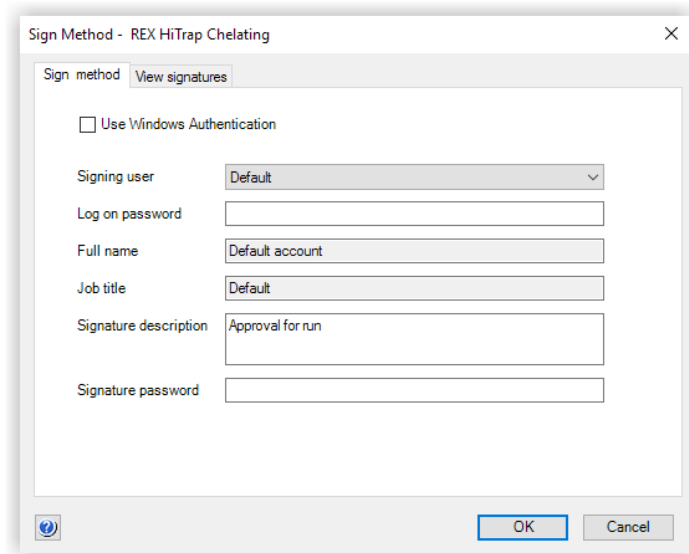 Sign Method - REX HiTrap Chelating
Sign method
View signatures
Use Windows Authentication
Signing user
Default
Log on password
Full name
Default account
Job title
Default
Signature description
Approval for run
Signature password
OK
Cancel